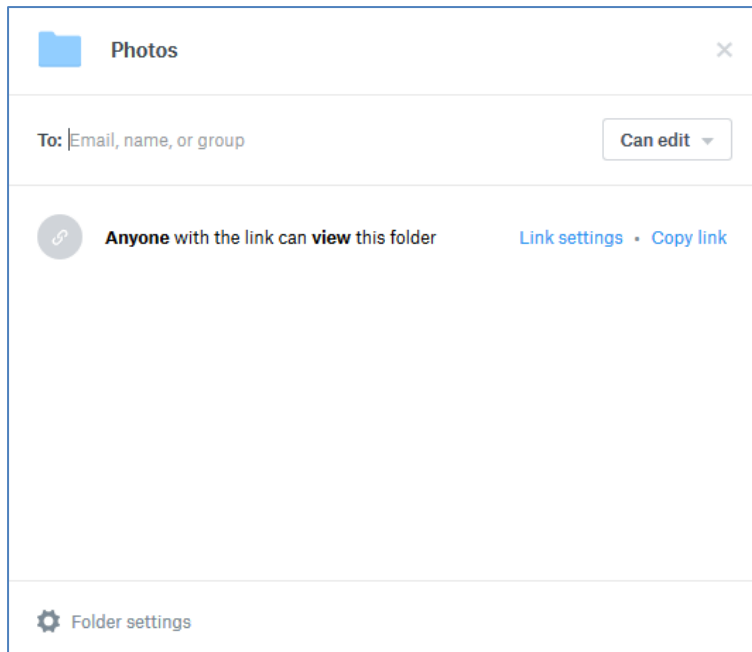 Photos
To: Email, name, or group
Can edit
Anyone with the link can view this folder
Link settings • Copy link
Folder settings